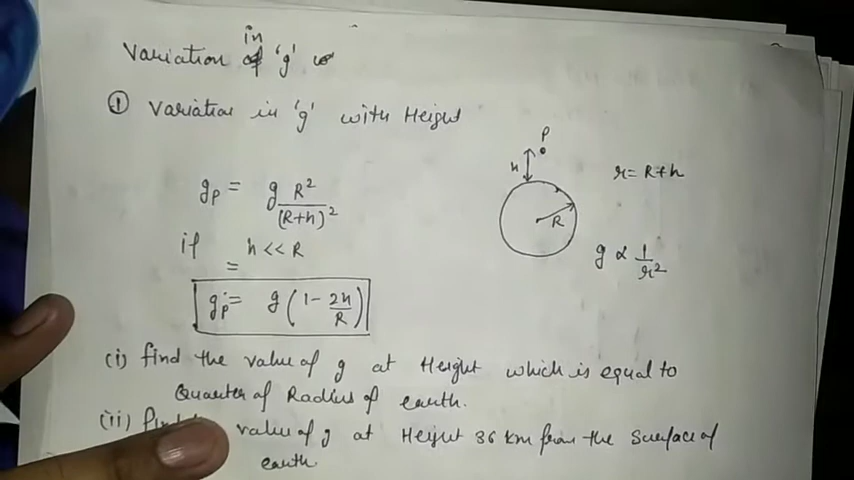 Variation in 'g'
① Variation in 'g' with Height
P
h
r = R+h
R
g_P = g R²/(R+h)²
if h << R
g ∝ 1/r²
=
g_P = g (1 - 2h/R)
(i) find the value of g at Height which is equal to
Quarter of Radius of earth.
(ii) value of g at Height 36 km from the Surface of
earth.